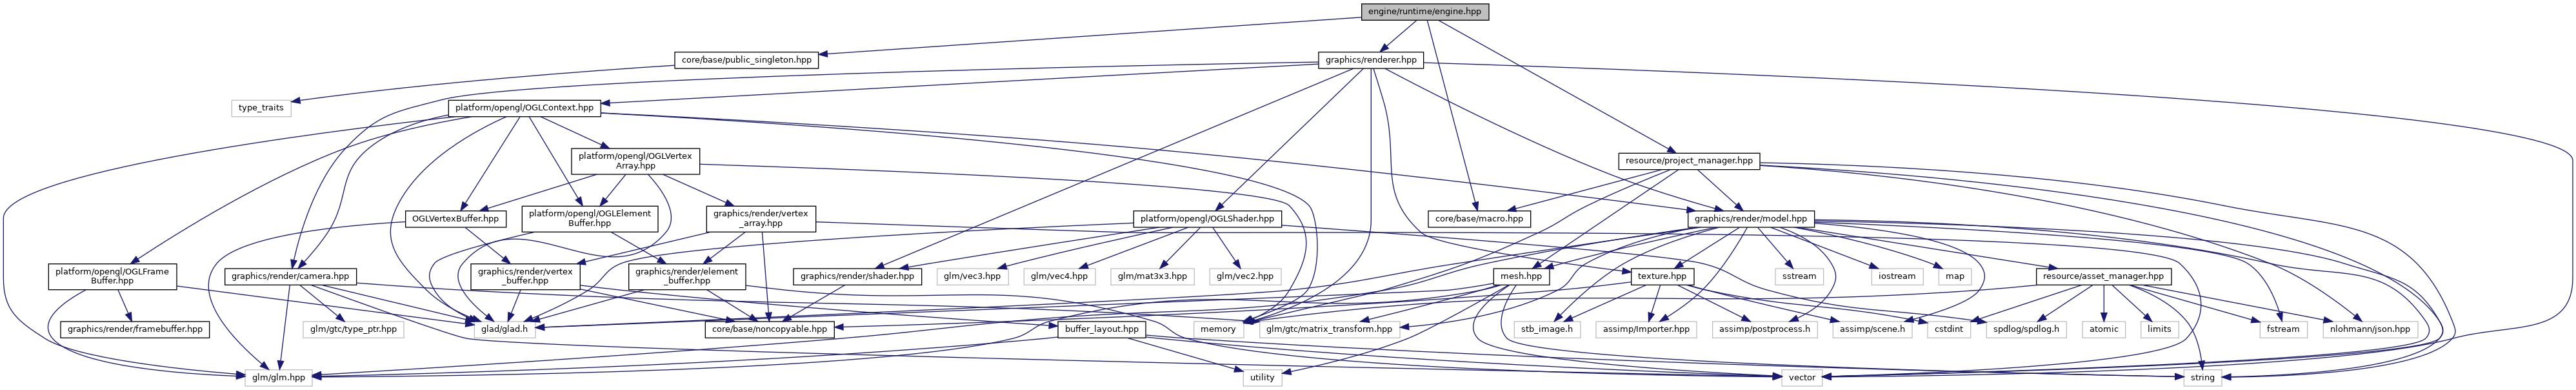 engine/runtime/engine.hpp
core/base/public_singleton.hpp
graphics/renderer.hpp
type_traits
platform/opengl/OGLContext.hpp
platform/opengl/OGLVertex
Array.hpp
resource/project_manager.hpp
OGLVertexBuffer.hpp
platform/opengl/OGLElement
Buffer.hpp
graphics/render/vertex
_array.hpp
platform/opengl/OGLShader.hpp
core/base/macro.hpp
graphics/render/model.hpp
platform/opengl/OGLFrame
Buffer.hpp
graphics/render/camera.hpp
graphics/render/vertex
_buffer.hpp
graphics/render/element
_buffer.hpp
graphics/render/shader.hpp
glm/vec3.hpp
glm/vec4.hpp
glm/mat3x3.hpp
glm/vec2.hpp
mesh.hpp
texture.hpp
sstream
iostream
map
resource/asset_manager.hpp
graphics/render/framebuffer.hpp
glm/gtc/type_ptr.hpp
glad/glad.h
core/base/noncopyable.hpp
buffer_layout.hpp
memory
glm/gtc/matrix_transform.hpp
stb_image.h
assimp/Importer.hpp
assimp/postprocess.h
assimp/scene.h
cstdint
spdlog/spdlog.h
atomic
limits
fstream
nlohmann/json.hpp
glm/glm.hpp
utility
vector
string